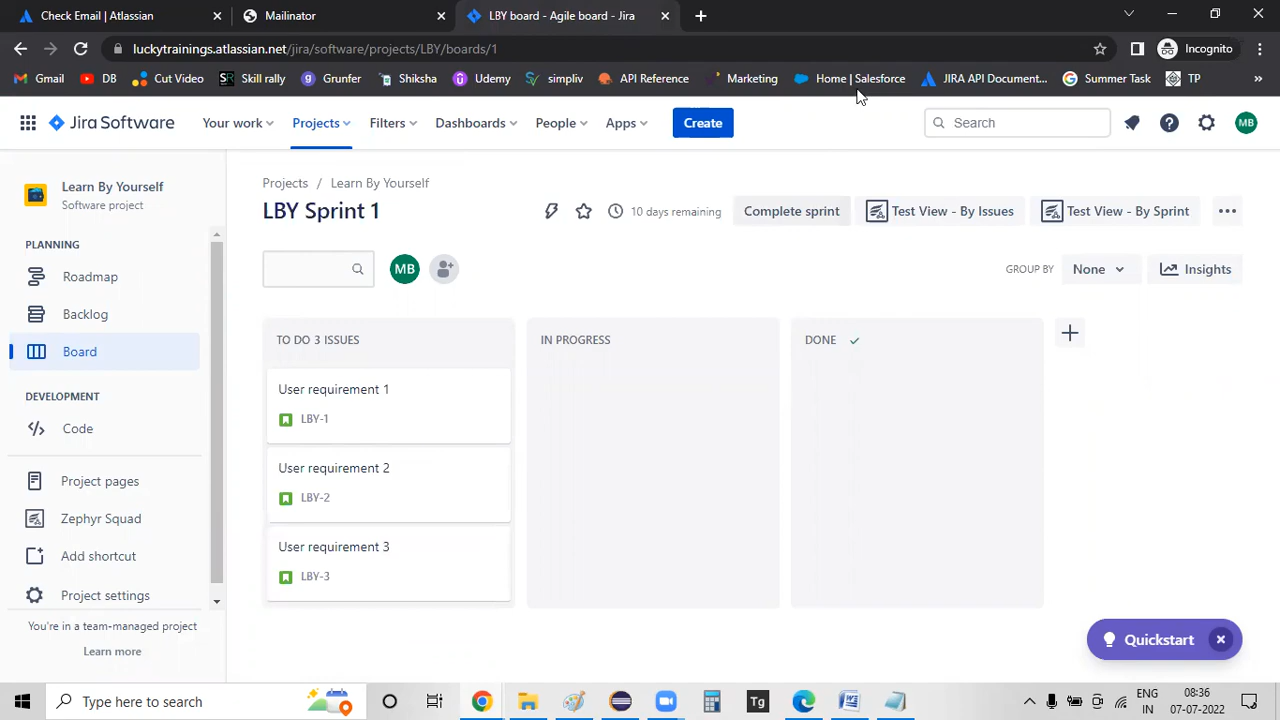 Check Email | Atlassian
Mailinator
LBY board - Agile board - Jira
luckytrainings.atlassian.net/jira/software/projects/LBY/boards/1
Incognito
Gmail
DB
Cut Video
Skill rally
Grunfer
Shiksha
Udemy
simpliv
API Reference
Marketing
Home | Salesforce
JIRA API Document...
Summer Task
TP
Jira Software
Your work
Projects
Filters
Dashboards
People
Apps
Create
Search
MB
Learn By Yourself
Software project
Projects / Learn By Yourself
LBY Sprint 1
10 days remaining
Complete sprint
Test View - By Issues
Test View - By Sprint
PLANNING
Roadmap
Backlog
Board
DEVELOPMENT
Code
Project pages
Zephyr Squad
Add shortcut
Project settings
You're in a team-managed project
Learn more
MB
GROUP BY
None
Insights
TO DO 3 ISSUES
IN PROGRESS
DONE
User requirement 1
LBY-1
User requirement 2
LBY-2
User requirement 3
LBY-3
Quickstart
Type here to search
Tg
ENG
IN
18:36
07-07-2022